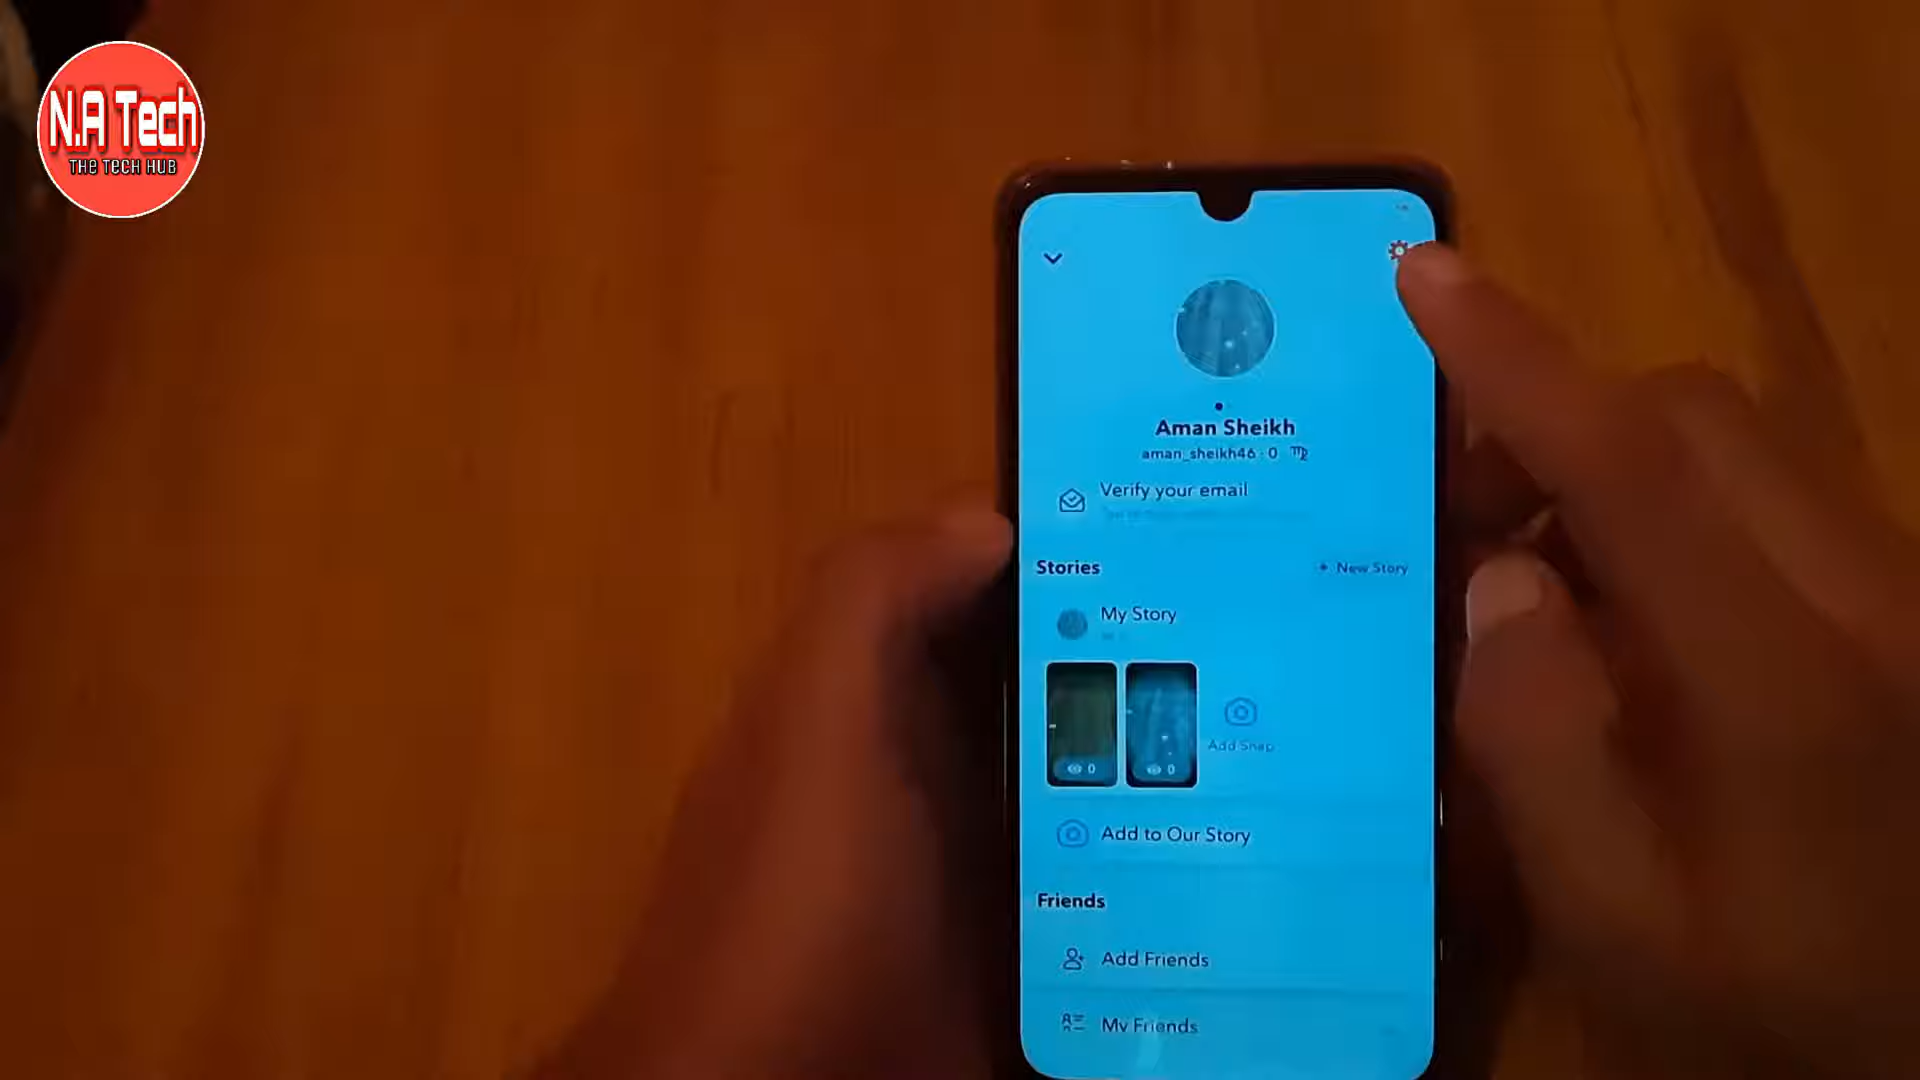 N.A Tech
THE TECH HUB
Aman Sheikh
aman_sheikh46 · 0 ♍
Verify your email
Stories
+ New Story
My Story
0
0
Add Snap
Add to Our Story
Friends
Add Friends
My Friends